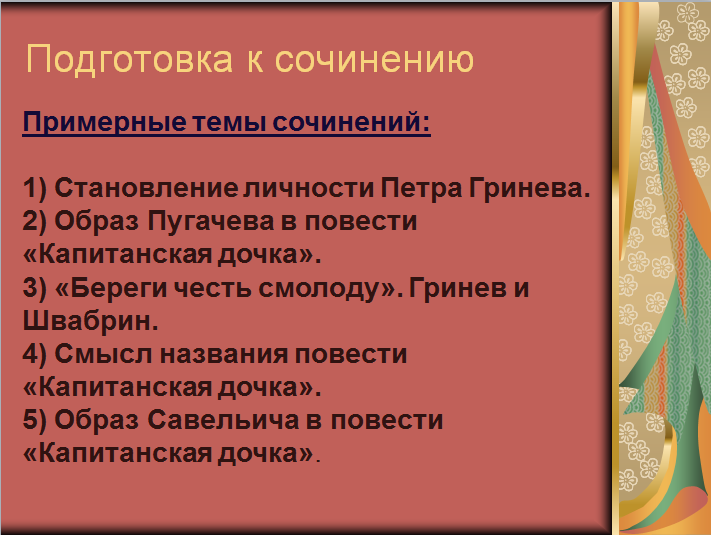 Подготовка к сочинению
Примерные темы сочинений:
1) Становление личности Петра Гринева.
2) Образ Пугачева в повести
«Капитанская дочка».
3) «Береги честь смолоду». Гринев и
Швабрин.
4) Смысл названия повести
«Капитанская дочка».
5) Образ Савельича в повести
«Капитанская дочка».